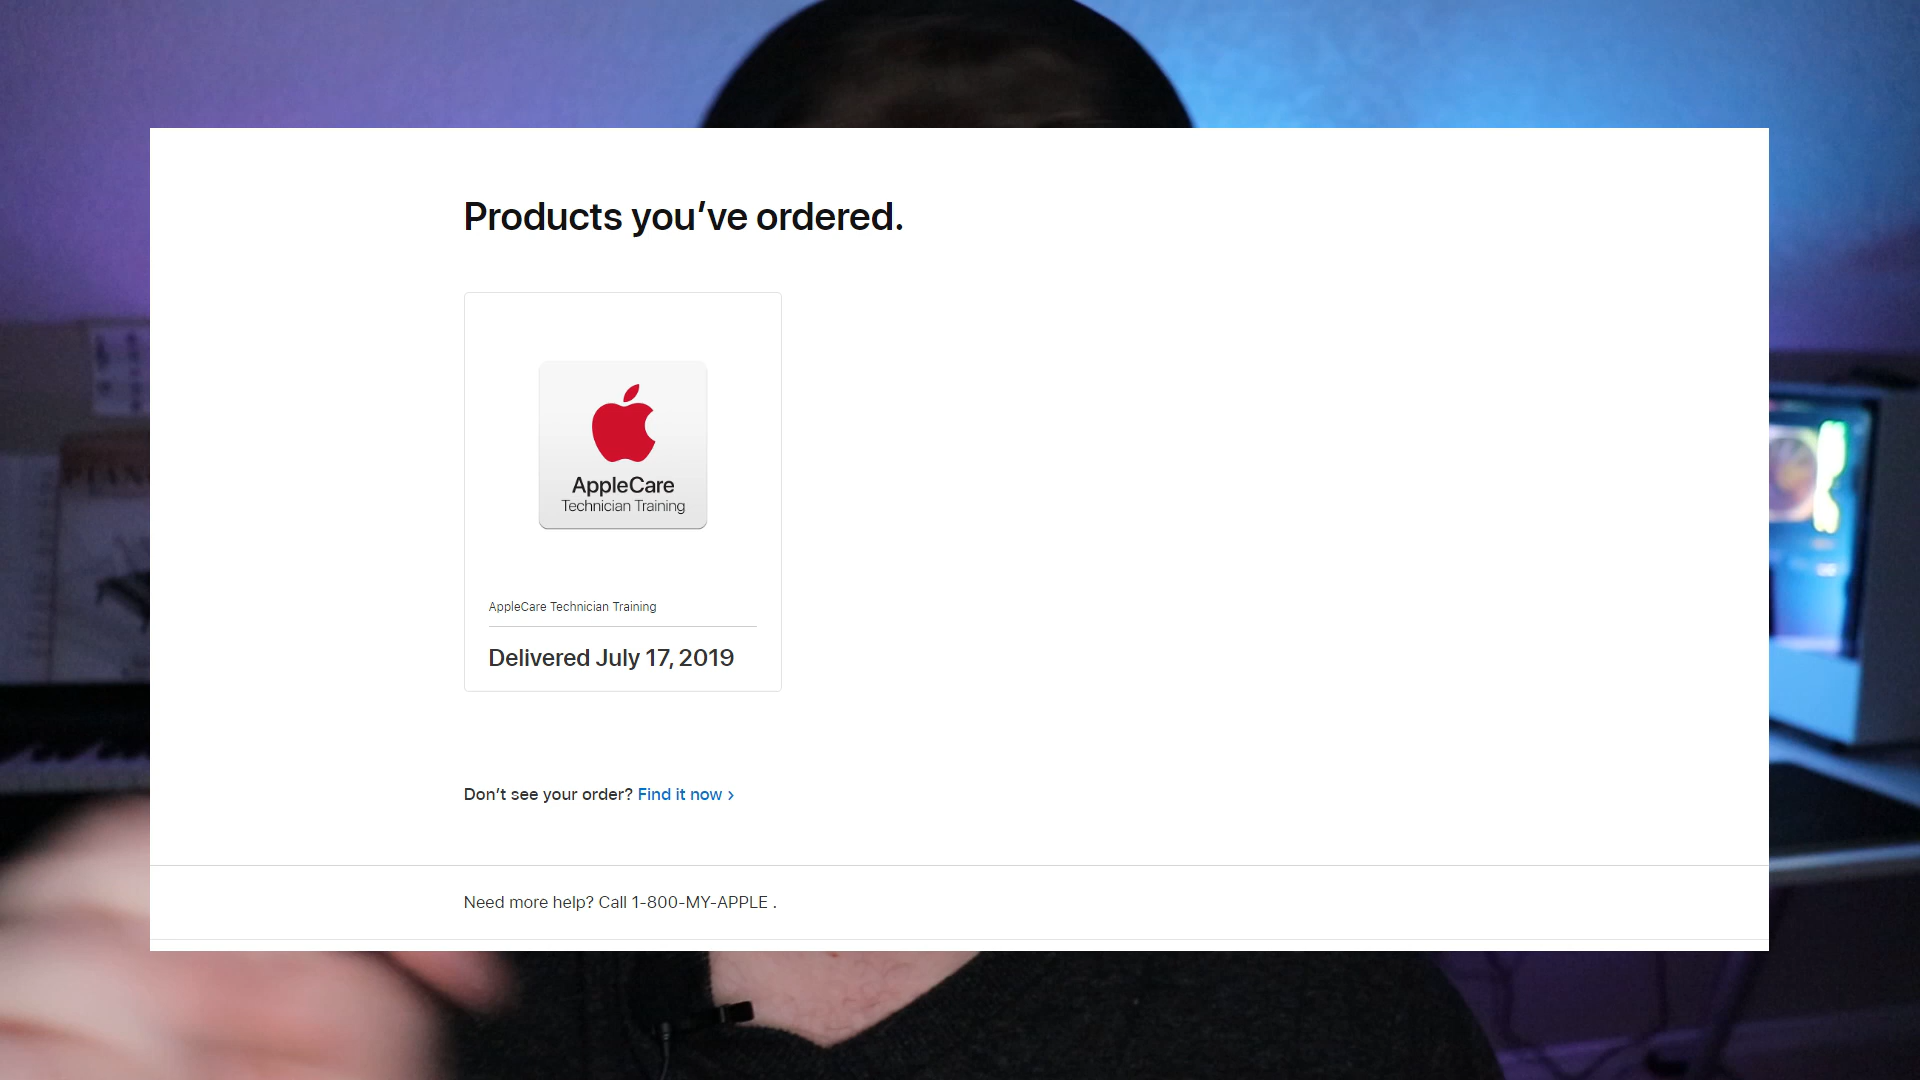 Products you’ve ordered.
AppleCare
Technician Training
AppleCare Technician Training
Delivered July 17, 2019
Don’t see your order? Find it now ›
Need more help? Call 1-800-MY-APPLE .